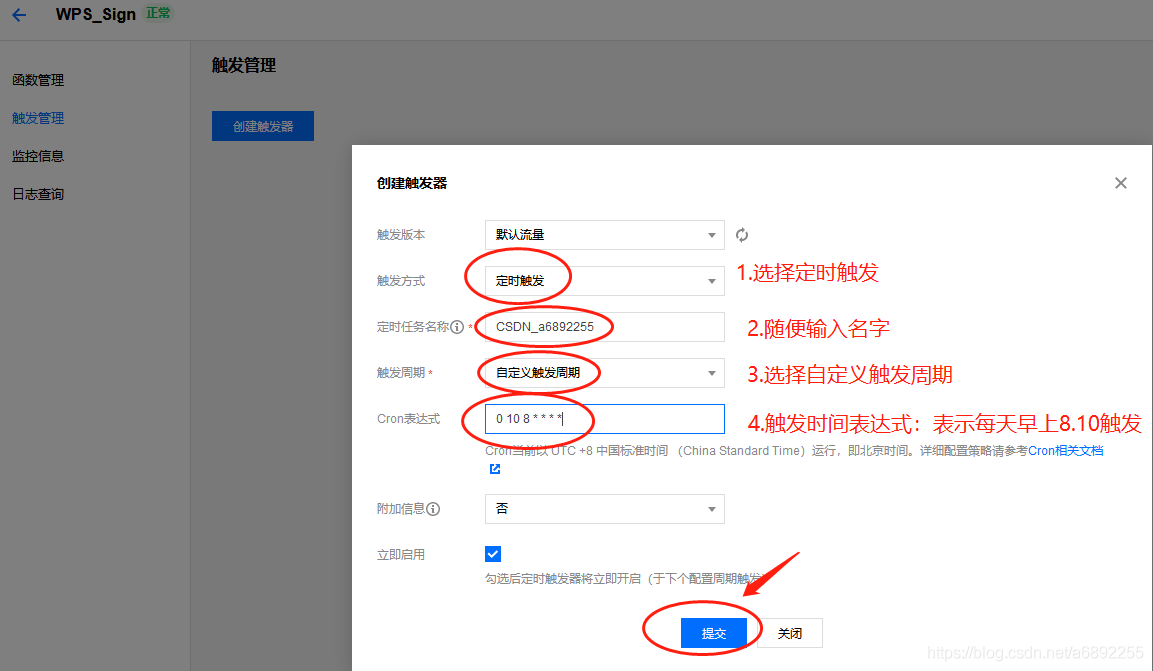 WPS_Sign 正常
函数管理
触发管理
监控信息
日志查询
触发管理
创建触发器
创建触发器
触发版本 默认流量
触发方式 定时触发 1.选择定时触发
定时任务名称 * CSDN_a6892255 2.随便输入名字
触发周期 * 自定义触发周期 3.选择自定义触发周期
Cron表达式 0 10 8 * * * * 4.触发时间表达式：表示每天早上8.10触发
Cron当前以 UTC +8 中国标准时间 （China Standard Time）运行，即北京时间。详细配置策略请参考Cron相关文档
附加信息 否
立即启用
勾选后定时触发器将立即开启（于下个配置周期触发
提交 关闭
https://blog.csdn.net/a6892255